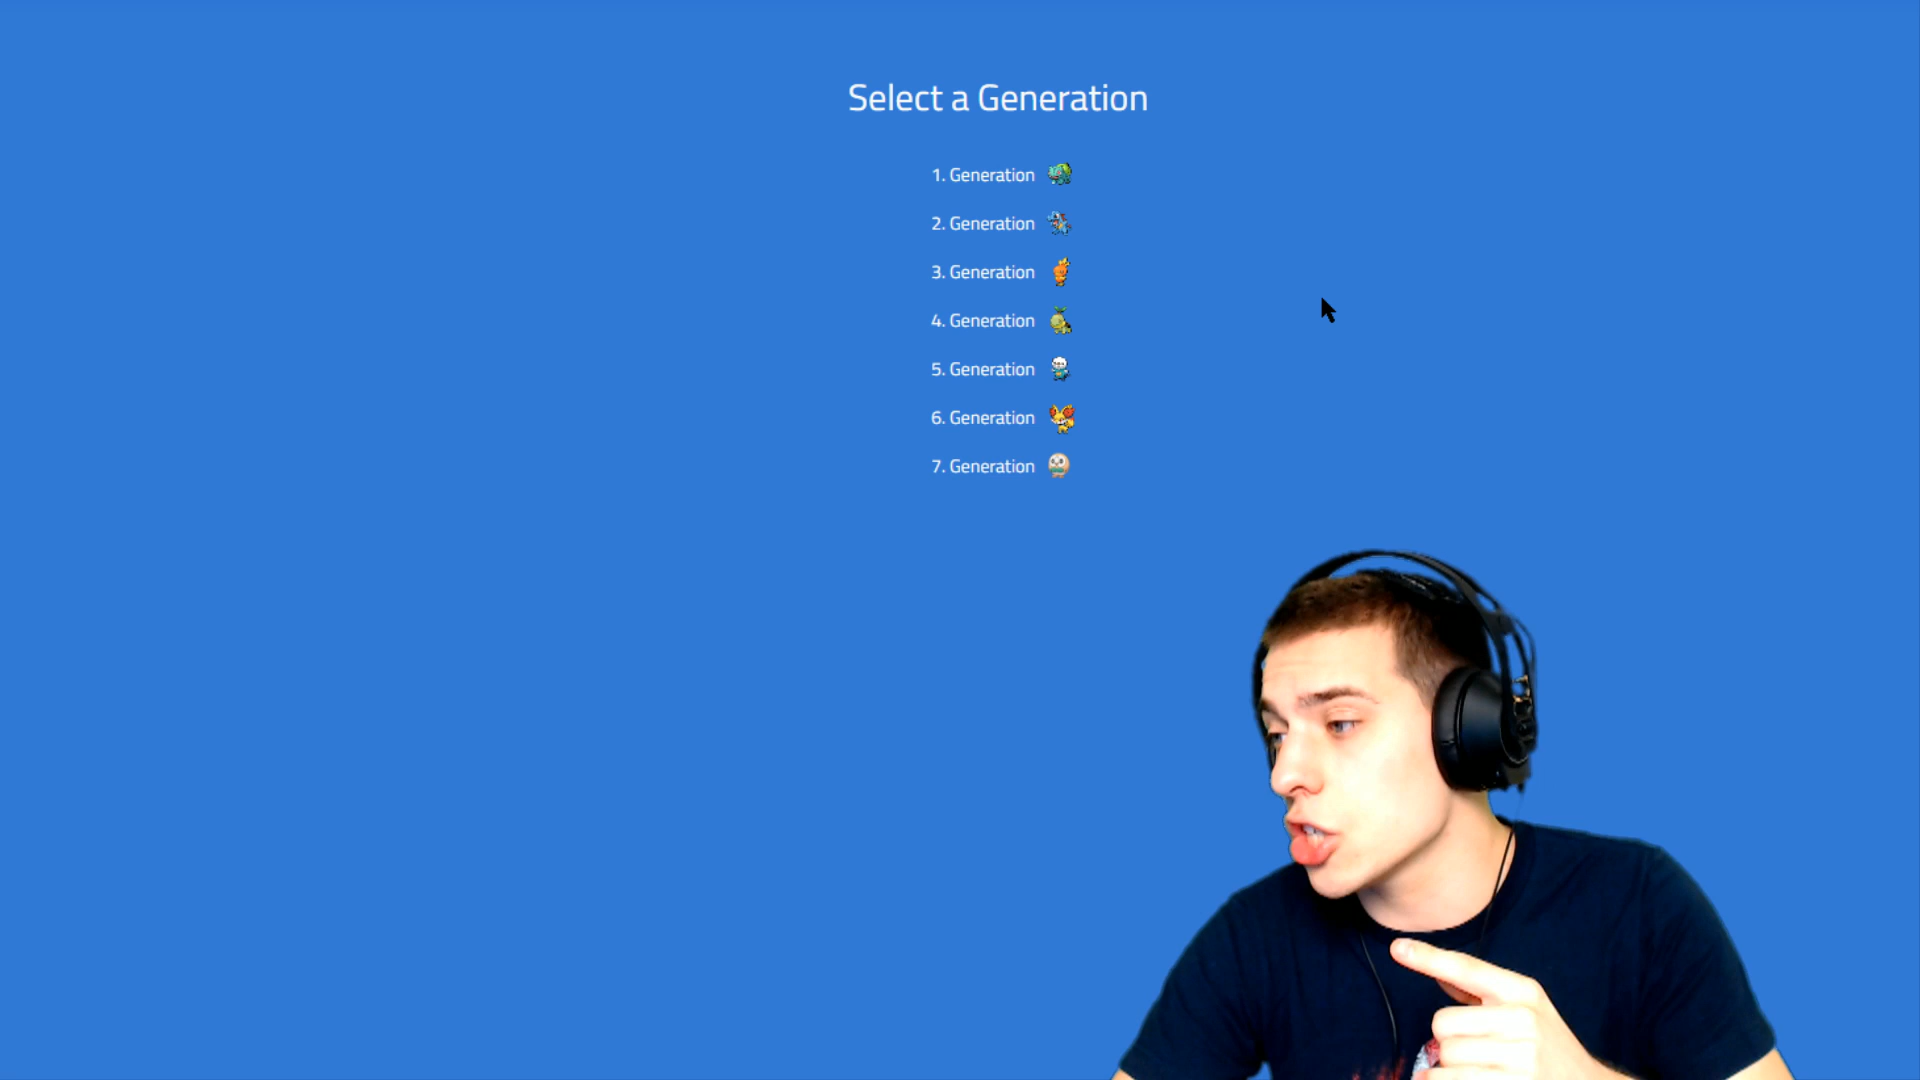 Select a Generation
1. Generation
2. Generation
3. Generation
4. Generation
5. Generation
6. Generation
7. Generation